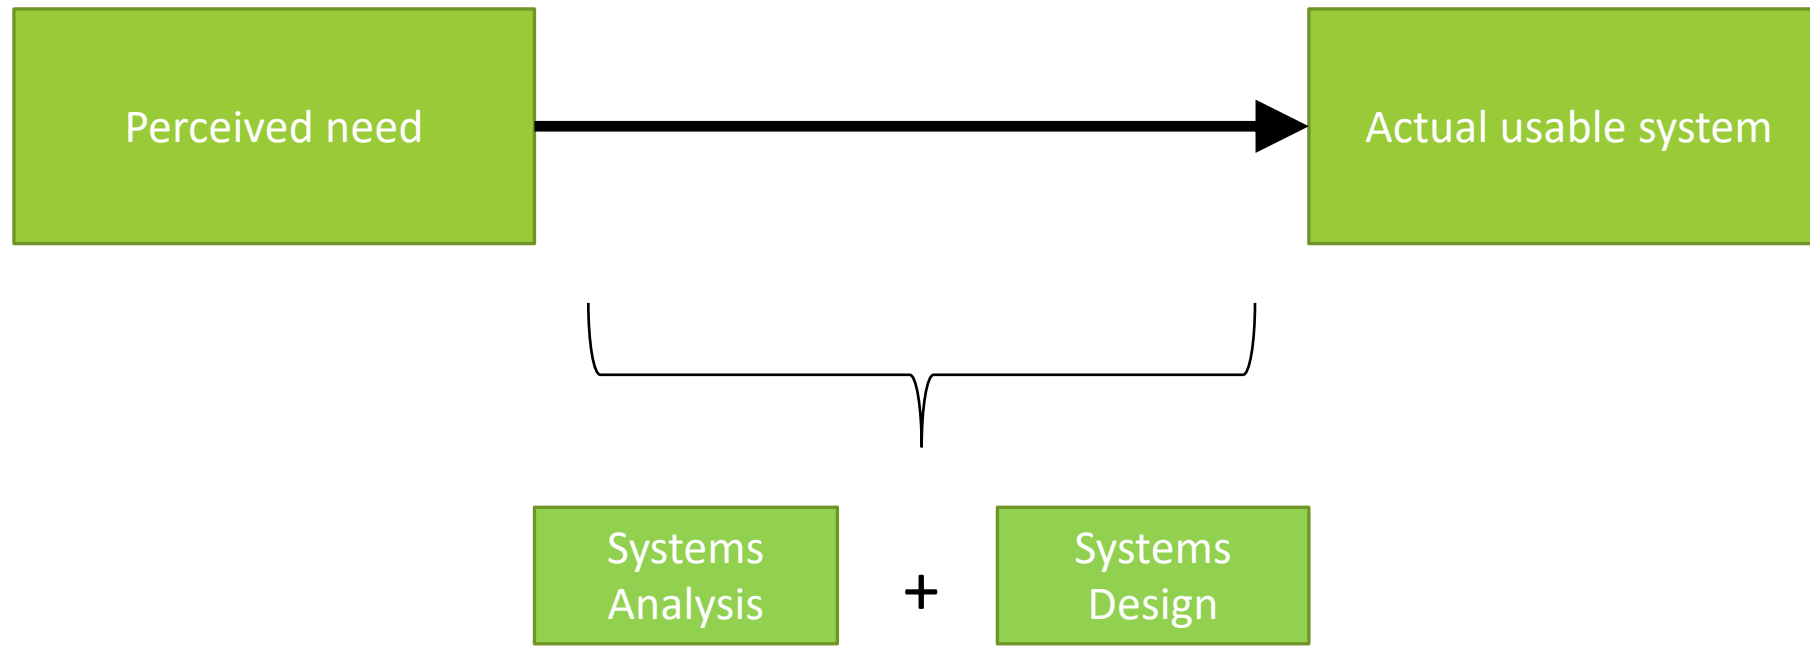 Perceived need
Actual usable system
Systems
Analysis
+
Systems
Design